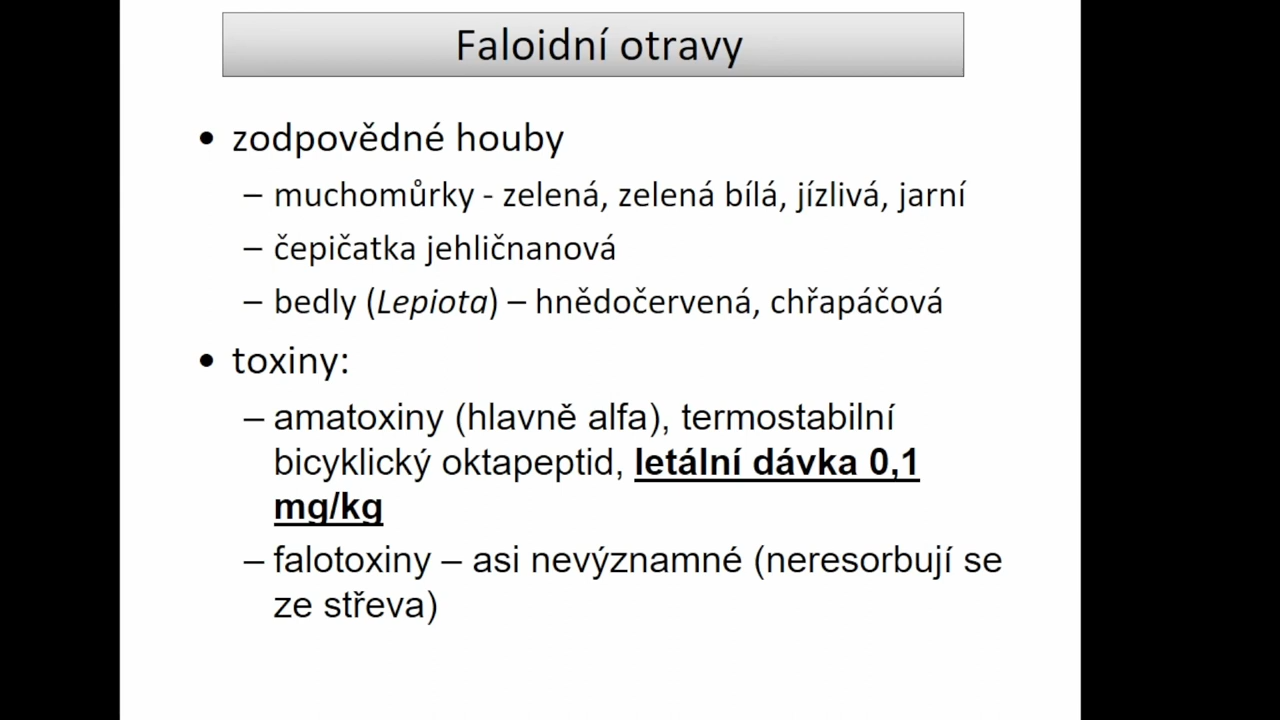 Faloidní otravy
• zodpovědné houby
– muchomůrky - zelená, zelená bílá, jízlivá, jarní
– čepičatka jehličnanová
– bedly (Lepiota) – hnědočervená, chřapáčová
• toxiny:
– amatoxiny (hlavně alfa), termostabilní
bicyklický oktapeptid, letální dávka 0,1
mg/kg
– falotoxiny – asi nevýznamné (neresorbují se
ze střeva)